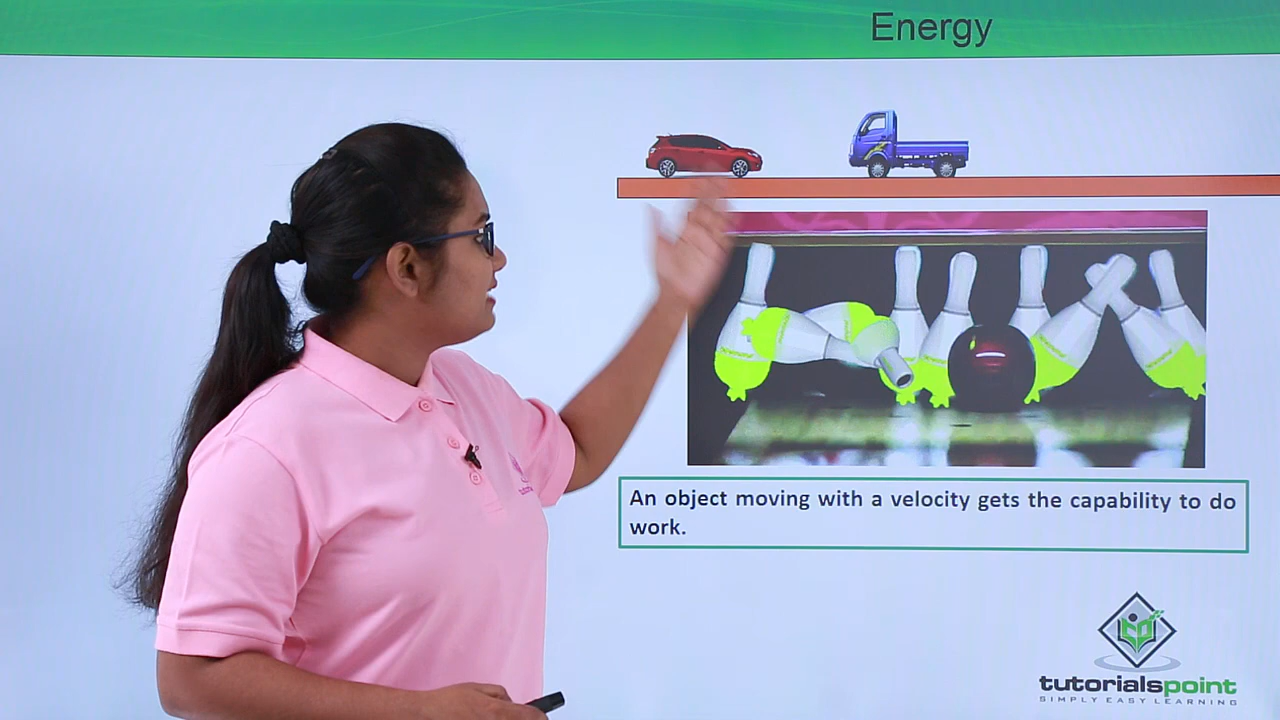 Energy
An object moving with a velocity gets the capability to do
work.
tutorialspoint
SIMPLY EASY LEARNING